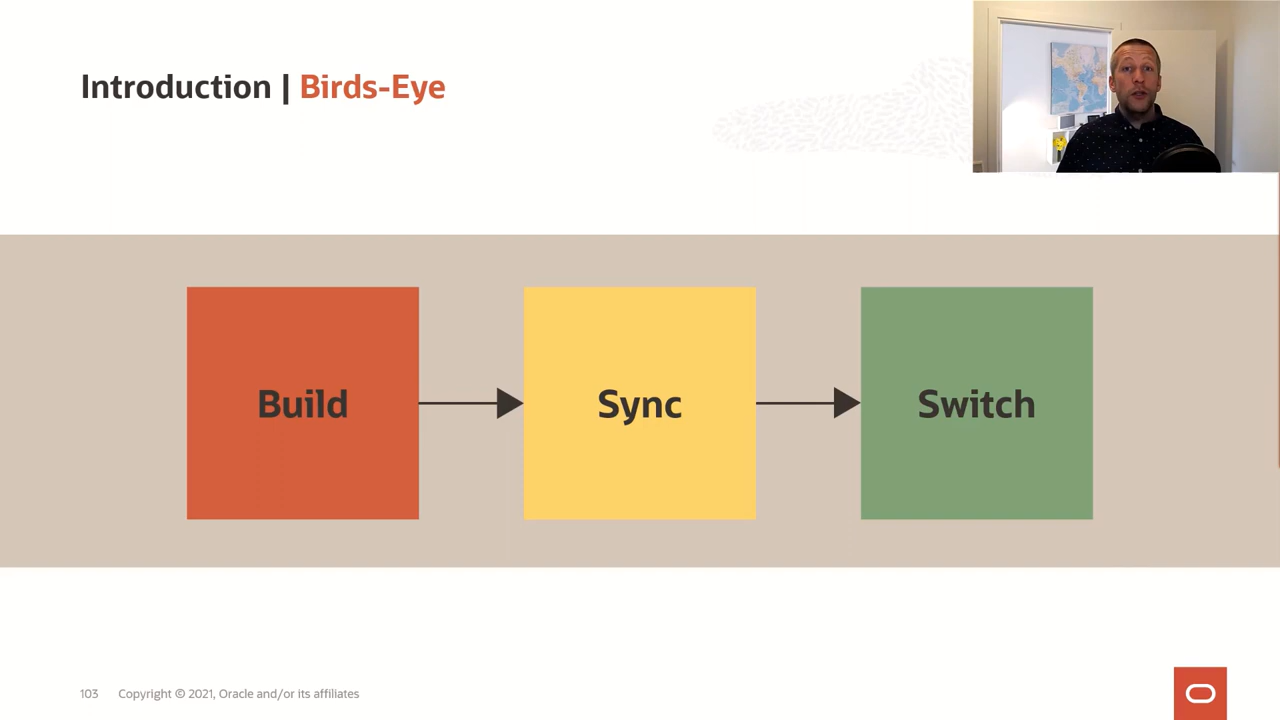 Introduction | Birds-Eye
Build
Sync
Switch
103 Copyright © 2021, Oracle and/or its affiliates